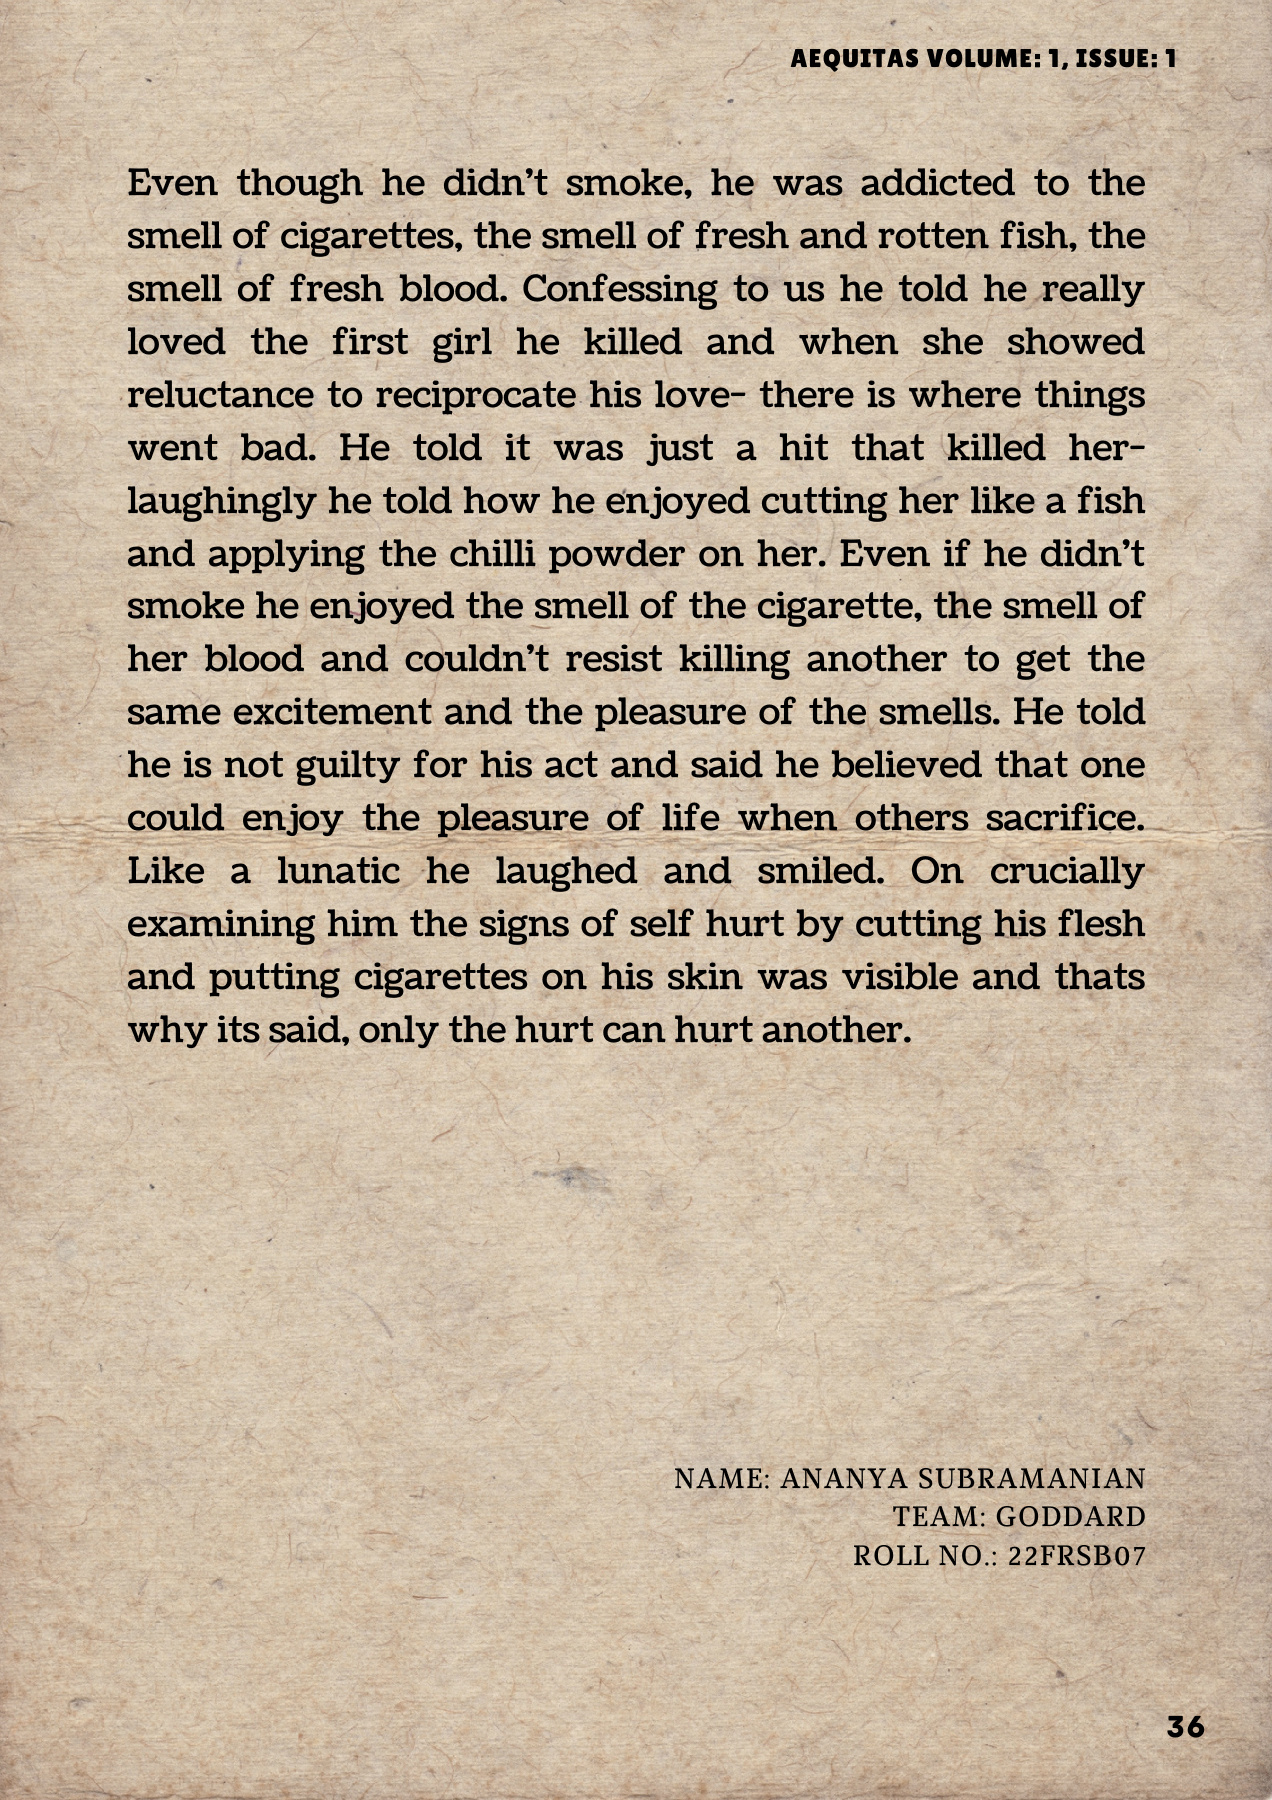 AEQUITAS VOLUME: 1, ISSUE: 1
Even though he didn't smoke, he was addicted to the
smell of cigarettes, the smell of fresh and rotten fish, the
smell of fresh blood. Confessing to us he told he really
loved the first girl he killed and when she showed
reluctance to reciprocate his love- there is where things
went bad. He told it was just a hit that killed her-
laughingly he told how he enjoyed cutting her like a fish
and applying the chilli powder on her. Even if he didn't
smoke he enjoyed the smell of the cigarette, the smell of
her blood and couldn't resist killing another to get the
same excitement and the pleasure of the smells. He told
he is not guilty for his act and said he believed that one
could enjoy the pleasure of life when others sacrifice.
Like a lunatic he laughed and smiled. On crucially
examining him the signs of self hurt by cutting his flesh
and putting cigarettes on his skin was visible and thats
why its said, only the hurt can hurt another.
NAME: ANANYA SUBRAMANIAN
TEAM: GODDARD
ROLL NO.: 22FRSB07
36